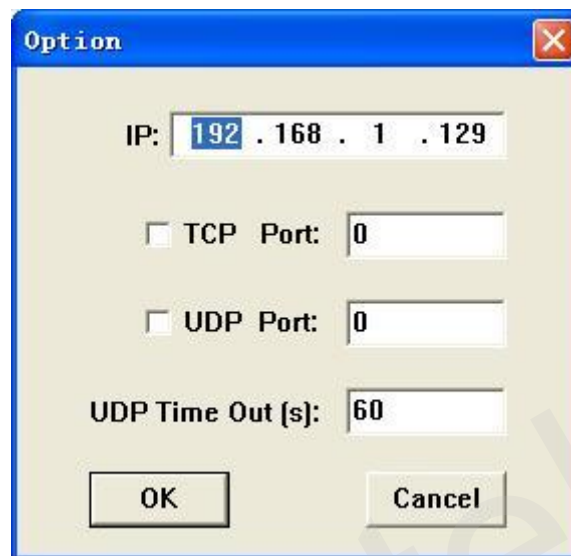 Option
IP: 192 . 168 . 1 . 129
TCP Port: 0
UDP Port: 0
UDP Time Out (s): 60
OK Cancel